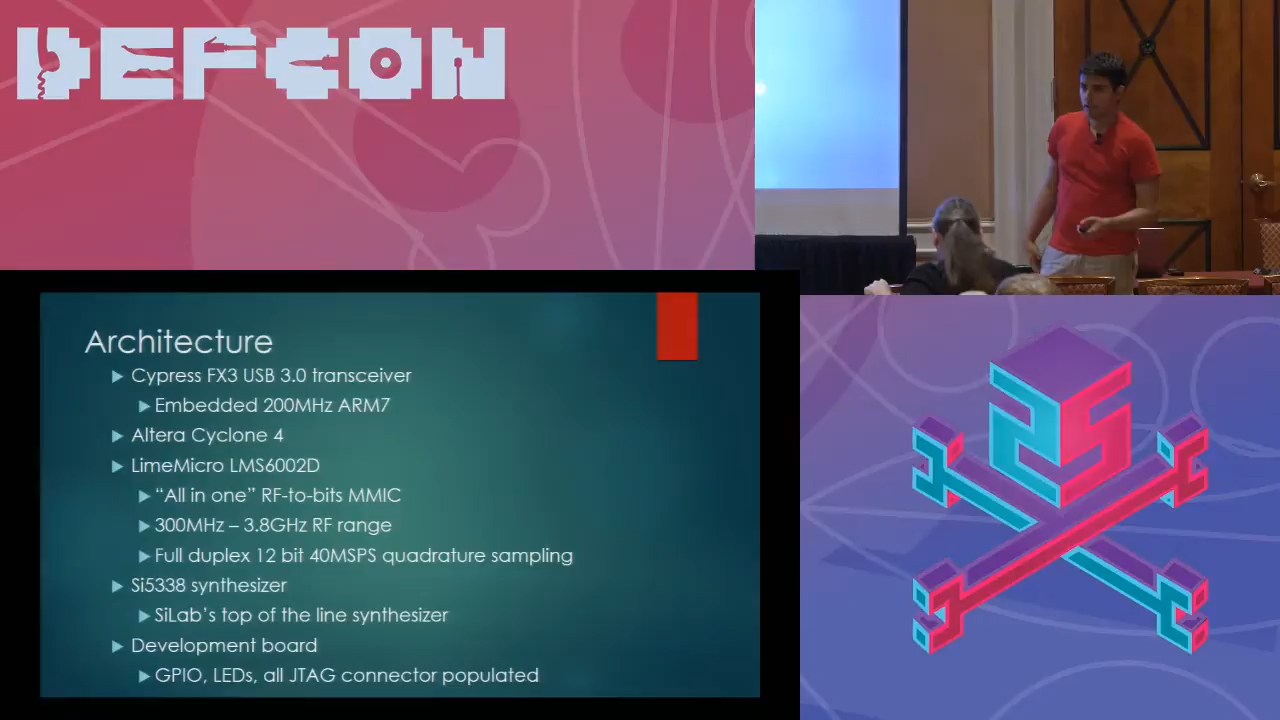 DEFCON
Architecture
Cypress FX3 USB 3.0 transceiver
Embedded 200MHz ARM7
Altera Cyclone 4
LimeMicro LMS6002D
“All in one” RF-to-bits MMIC
300MHz – 3.8GHz RF range
Full duplex 12 bit 40MSPS quadrature sampling
Si5338 synthesizer
SiLab’s top of the line synthesizer
Development board
GPIO, LEDs, all JTAG connector populated
25